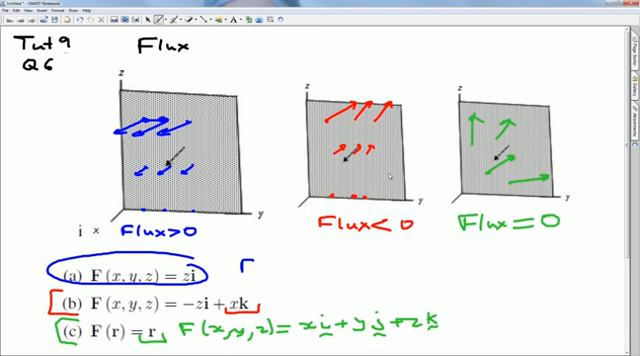 Tut 9
Q6
Flux
z
y
x
i
Flux>0
z
y
Flux<0
z
y
Flux=0
(a) F(x, y, z) = zi
r
(b) F(x, y, z) = -zi + xk
(c) F(r) = r
F(x,y,z) = xi+yj+zk